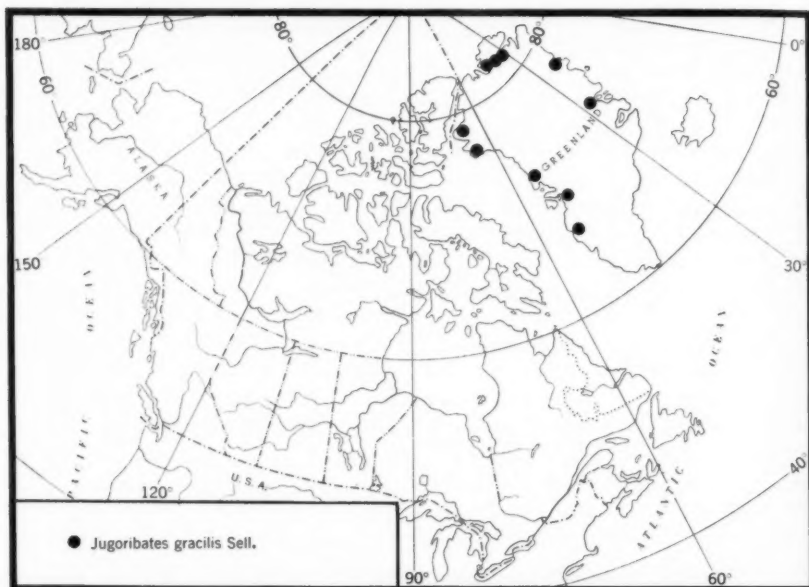 180°
80°
80°
0°
60
60°
ALASKA
GREENLAND
150
30°
OCEAN
PACIFIC
OCEAN
ATLANTIC
U.S.A.
120°
40°
90°
60°
Jugoribates gracilis Sell.